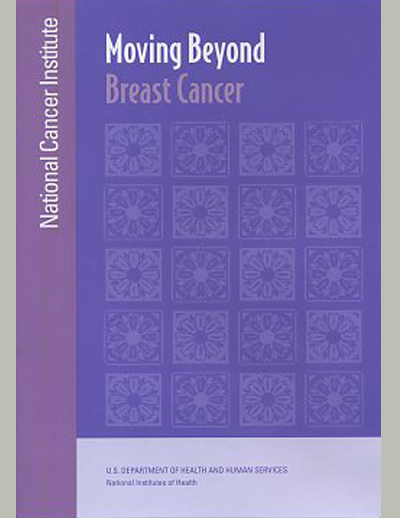 National Cancer Institute
Moving Beyond
Breast Cancer
U.S. DEPARTMENT OF HEALTH AND HUMAN SERVICES
National Institutes of Health